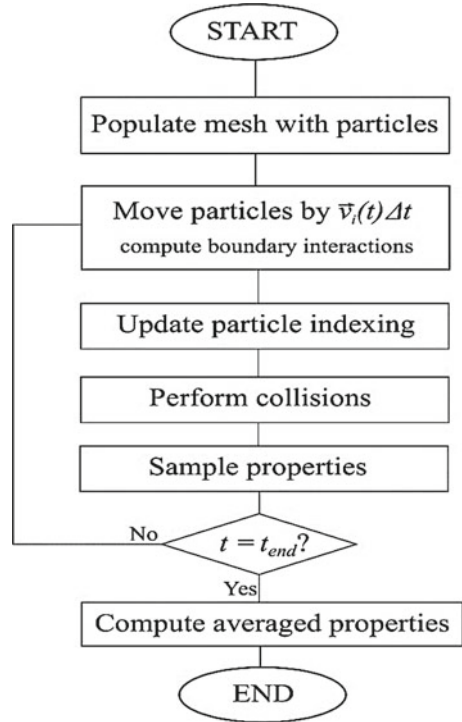 START
Populate mesh with particles
Move particles by v⃗ᵢ(t)Δt
compute boundary interactions
Update particle indexing
Perform collisions
Sample properties
No
t = t_end?
Yes
Compute averaged properties
END